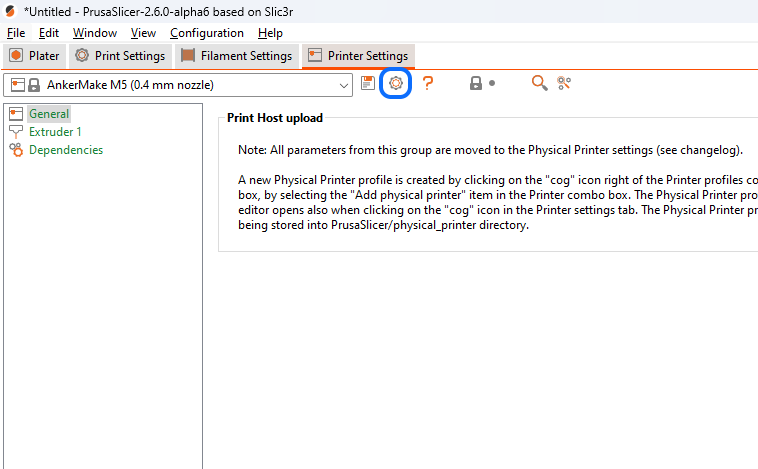 *Untitled - PrusaSlicer-2.6.0-alpha6 based on Slic3r
File Edit Window View Configuration Help
Plater Print Settings Filament Settings Printer Settings
AnkerMake M5 (0.4 mm nozzle)
General
Extruder 1
Dependencies
Print Host upload
Note: All parameters from this group are moved to the Physical Printer settings (see changelog).
A new Physical Printer profile is created by clicking on the "cog" icon right of the Printer profiles co
box, by selecting the "Add physical printer" item in the Printer combo box. The Physical Printer pro
editor opens also when clicking on the "cog" icon in the Printer settings tab. The Physical Printer pr
being stored into PrusaSlicer/physical_printer directory.